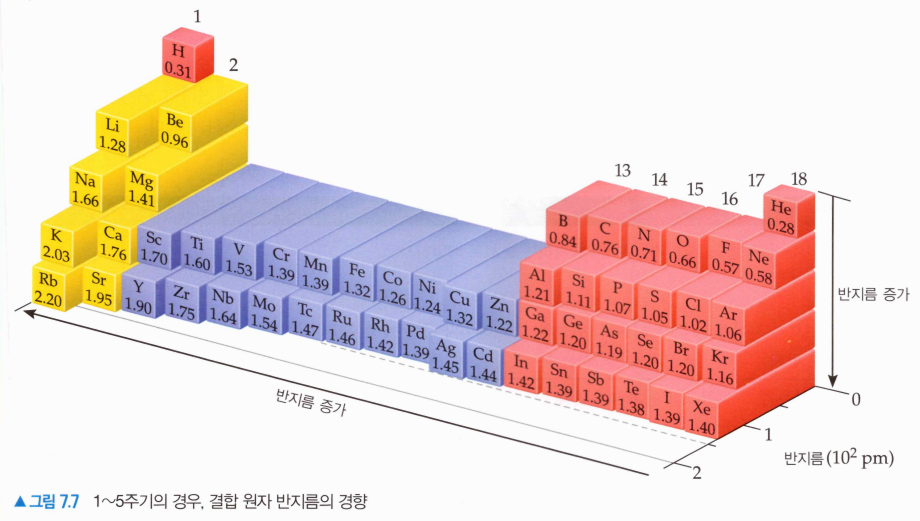 1
H
0.31
2
Li
1.28
Be
0.96
Na
1.66
Mg
1.41
K
2.03
Ca
1.76
Sc
1.70
Ti
1.60
V
1.53
Cr
1.39
Mn
1.39
Fe
1.32
Co
1.26
Ni
1.24
Cu
1.32
Zn
1.22
Rb
2.20
Sr
1.95
Y
1.90
Zr
1.75
Nb
1.64
Mo
1.54
Tc
1.47
Ru
1.46
Rh
1.42
Pd
1.39
Ag
1.45
Cd
1.44
13
14
15
16
17
18
He
0.28
B
0.84
C
0.76
N
0.71
O
0.66
F
0.57
Ne
0.58
Al
1.21
Si
1.11
P
1.07
S
1.05
Cl
1.02
Ar
1.06
Ga
1.22
Ge
1.20
As
1.19
Se
1.20
Br
1.20
Kr
1.16
In
1.42
Sn
1.39
Sb
1.39
Te
1.38
I
1.39
Xe
1.40
반지름 증가
반지름 증가
0
1
2
반지름 (10² pm)
▲ 그림 7.7 1~5주기의 경우, 결합 원자 반지름의 경향